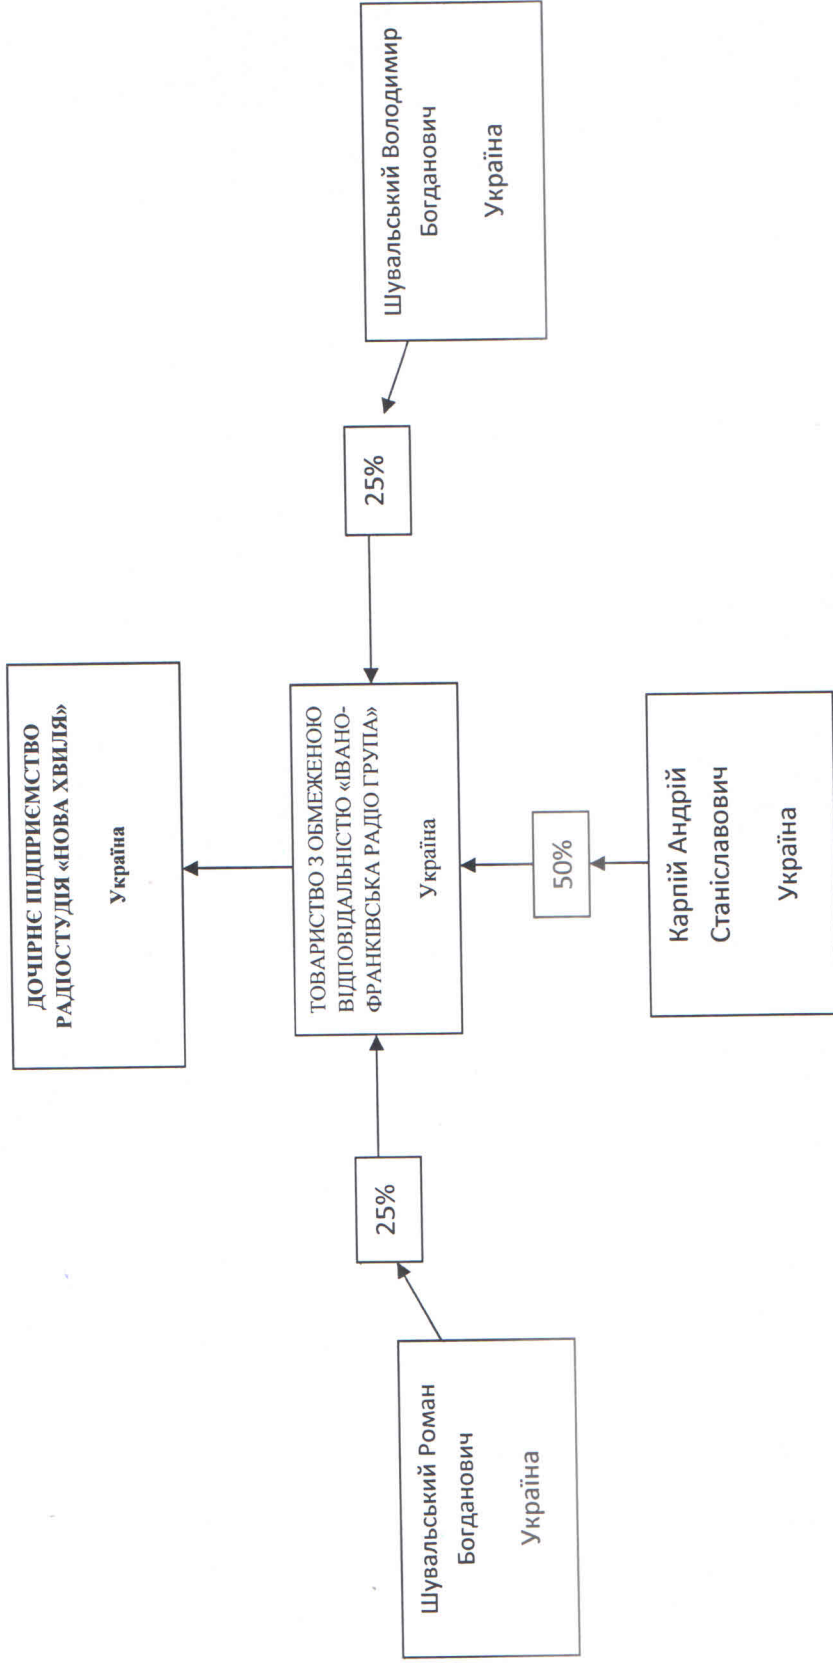 ДОЧІРНЄ ПІДПРИЄМСТВО
РАДІОСТУДІЯ «НОВА ХВИЛЯ»
Україна
ТОВАРИСТВО З ОБМЕЖЕНОЮ
ВІДПОВІДАЛЬНІСТЮ «ІВАНО-
ФРАНКІВСЬКА РАДІО ГРУПА»
Україна
25%
25%
50%
Шувальський Роман
Богданович
Україна
Карпій Андрій
Станіславович
Україна
Шувальський Володимир
Богданович
Україна